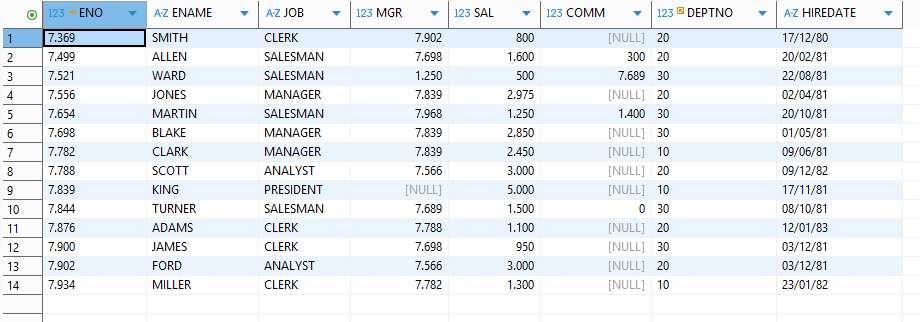 123 ENO A-Z ENAME A-Z JOB 123 MGR 123 SAL 123 COMM 123 DEPTNO A-Z HIREDATE
1 7.369 SMITH CLERK 7.902 800 [NULL] 20 17/12/80
2 7.499 ALLEN SALESMAN 7.698 1.600 300 20 20/02/81
3 7.521 WARD SALESMAN 1.250 500 7.689 30 22/08/81
4 7.556 JONES MANAGER 7.839 2.975 [NULL] 20 02/04/81
5 7.654 MARTIN SALESMAN 7.968 1.250 1.400 30 20/10/81
6 7.698 BLAKE MANAGER 7.839 2.850 [NULL] 30 01/05/81
7 7.782 CLARK MANAGER 7.839 2.450 [NULL] 10 09/06/81
8 7.788 SCOTT ANALYST 7.566 3.000 [NULL] 20 09/12/82
9 7.839 KING PRESIDENT [NULL] 5.000 [NULL] 10 17/11/81
10 7.844 TURNER SALESMAN 7.689 1.500 0 30 08/10/81
11 7.876 ADAMS CLERK 7.788 1.100 [NULL] 20 12/01/83
12 7.900 JAMES CLERK 7.698 950 [NULL] 30 03/12/81
13 7.902 FORD ANALYST 7.566 3.000 [NULL] 20 03/12/81
14 7.934 MILLER CLERK 7.782 1.300 [NULL] 10 23/01/82